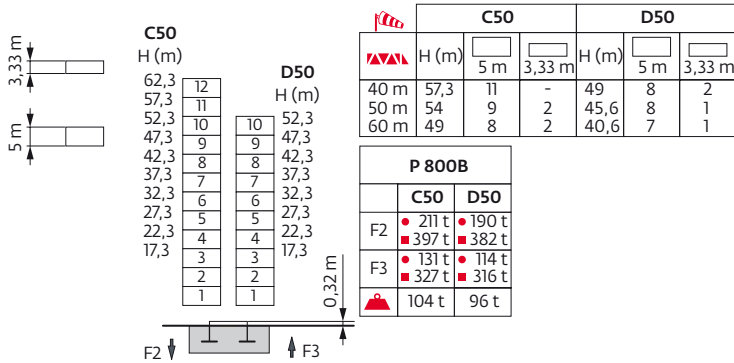 3,33 m
5 m
C50
H (m)
62,3
57,3
52,3
47,3
42,3
37,3
32,3
27,3
22,3
17,3
12
11
10
9
8
7
6
5
4
3
2
1
D50
H (m)
10
9
8
7
6
5
4
3
2
1
52,3
47,3
42,3
37,3
32,3
27,3
22,3
17,3
0,32 m
F2
F3
C50 D50
H (m) 5 m 3,33 m H (m) 5 m 3,33 m
40 m 57,3 11 - 49 8 2
50 m 54 9 2 45,6 8 1
60 m 49 8 2 40,6 7 1
P 800B
C50 D50
F2 211 t 190 t
397 t 382 t
F3 131 t 114 t
327 t 316 t
104 t 96 t